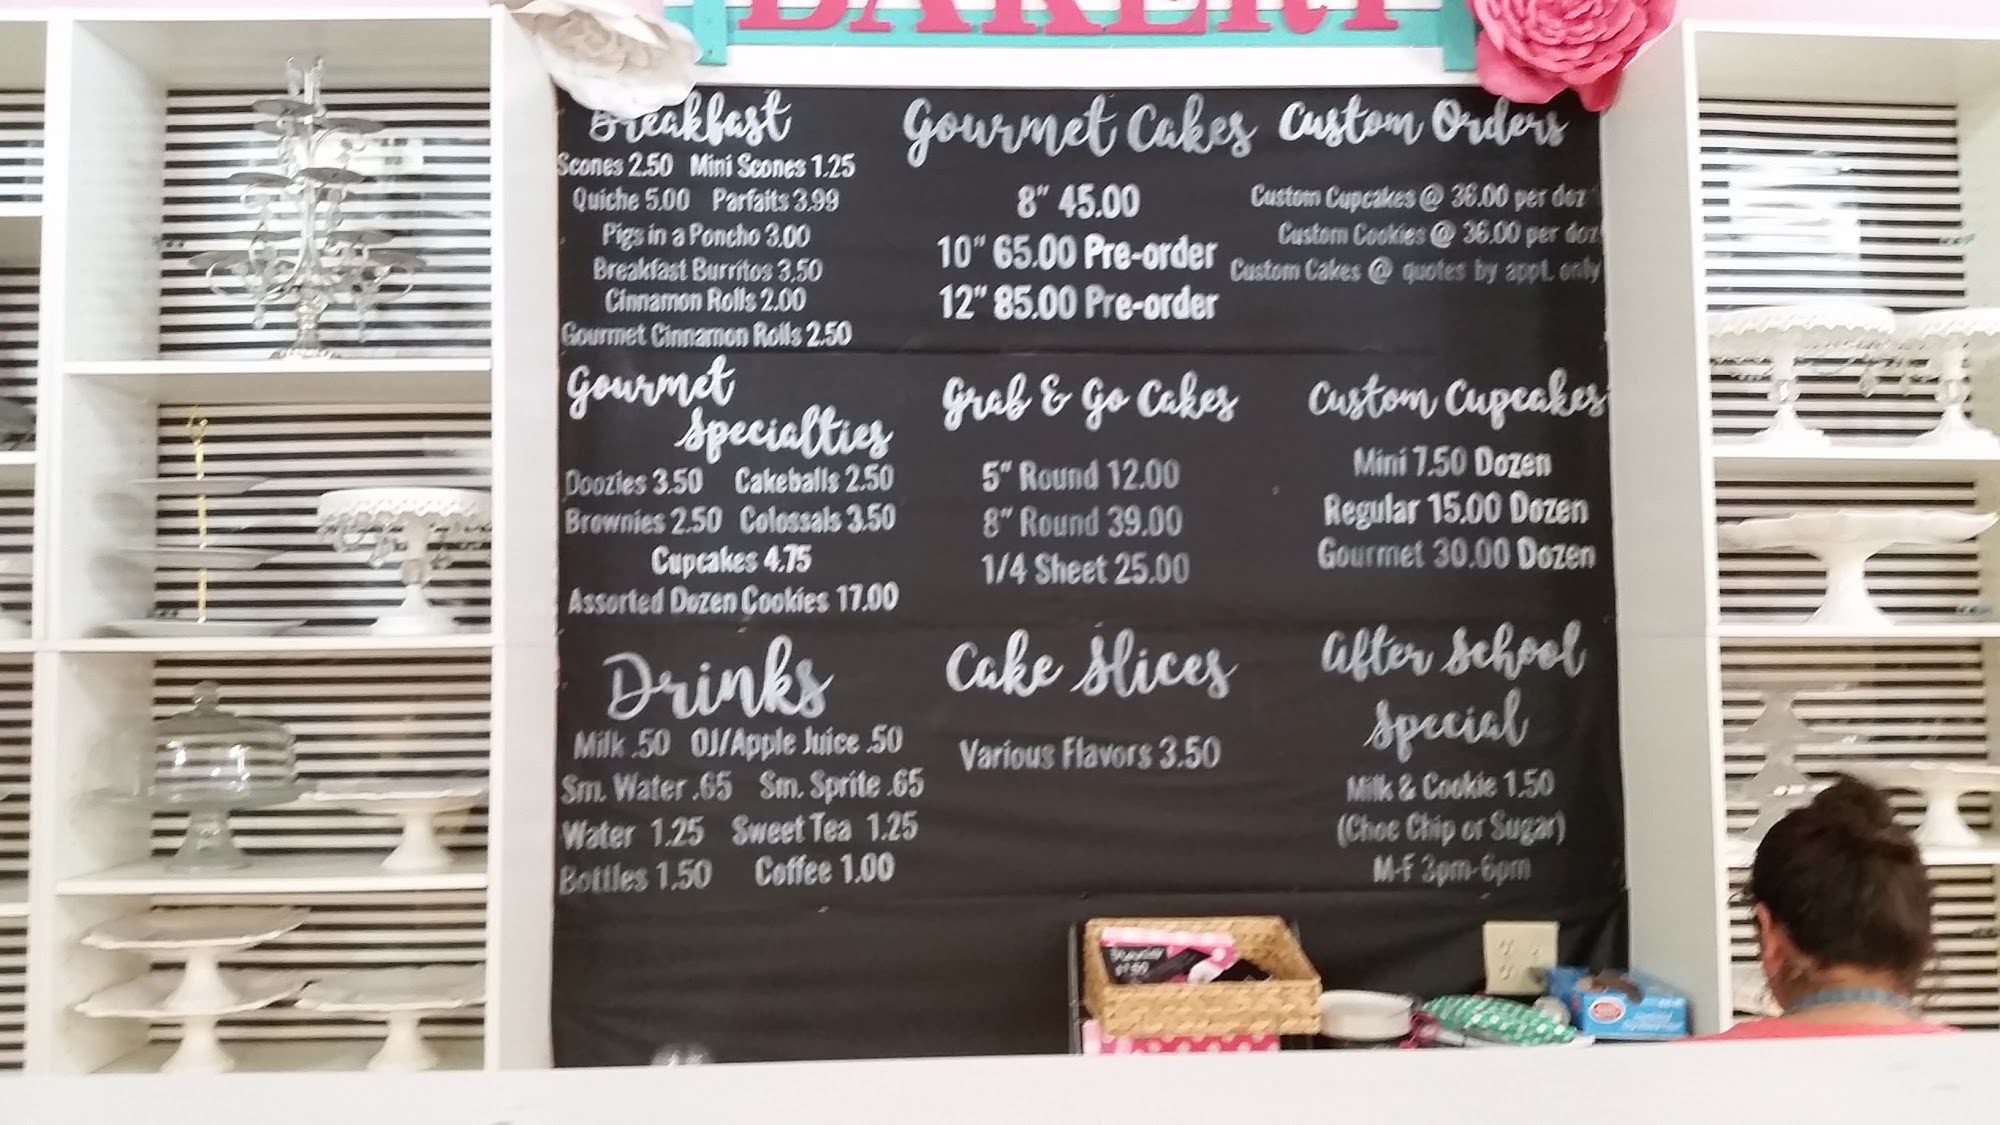 BAKERY
Breakfast
Scones 2.50 Mini Scones 1.25
Quiche 5.00 Parfaits 3.99
Pigs in a Poncho 3.00
Breakfast Burritos 3.50
Cinnamon Rolls 2.00
Gourmet Cinnamon Rolls 2.50
Gourmet
Specialties
Doozies 3.50 Cakeballs 2.50
Brownies 2.50 Colossals 3.50
Cupcakes 4.75
Assorted Dozen Cookies 17.00
Drinks
Milk .50 OJ/Apple Juice .50
Sm. Water .65 Sm. Sprite .65
Water 1.25 Sweet Tea 1.25
Bottles 1.50 Coffee 1.00
Gourmet Cakes
8" 45.00
10" 65.00 Pre-order
12" 85.00 Pre-order
Grab & Go Cakes
5" Round 12.00
8" Round 39.00
1/4 Sheet 25.00
Cake Slices
Various Flavors 3.50
Custom Orders
Custom Cupcakes @ 36.00 per doz
Custom Cookies @ 36.00 per doz
Custom Cakes @ quotes by appt. only
Custom Cupcakes
Mini 7.50 Dozen
Regular 15.00 Dozen
Gourmet 30.00 Dozen
After School
Special
Milk & Cookie 1.50
(Choc Chip or Sugar)
M-F 3pm-6pm